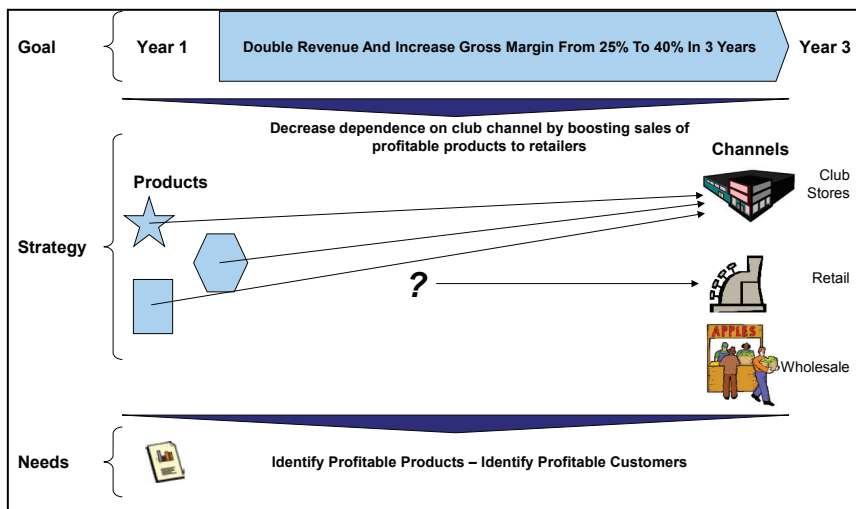 Goal
Year 1
Double Revenue And Increase Gross Margin From 25% To 40% In 3 Years
Year 3
Decrease dependence on club channel by boosting sales of
profitable products to retailers
Channels
Products
Club
Stores
Strategy
?
Retail
APPLES
Wholesale
Needs
Identify Profitable Products – Identify Profitable Customers